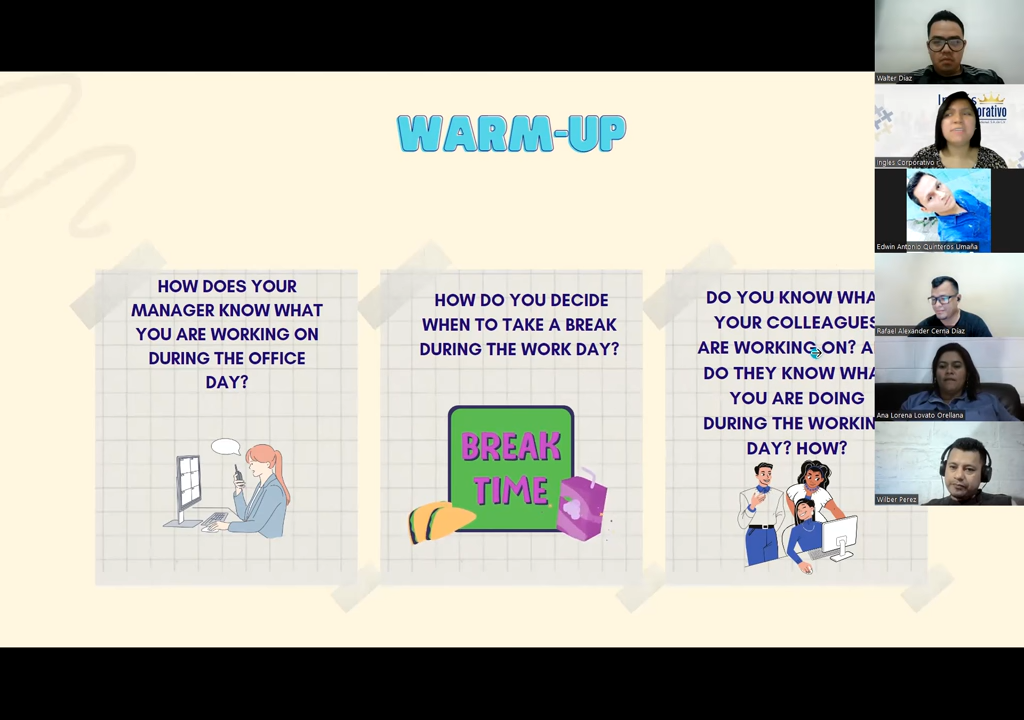 WARM-UP
HOW DOES YOUR
MANAGER KNOW WHAT
YOU ARE WORKING ON
DURING THE OFFICE
DAY?
HOW DO YOU DECIDE
WHEN TO TAKE A BREAK
DURING THE WORK DAY?
BREAK
TIME
DO YOU KNOW WHA
YOUR COLLEAGUES
ARE WORKING ON? A
DO THEY KNOW WHA
YOU ARE DOING
DURING THE WORKIN
DAY? HOW?
Walter Diaz
Ingles Corporativo
Edwin Antonio Quinteros Umaña
Rafael Alexander Cerna Díaz
Ana Lorena Lovato Orellana
Wilber Perez